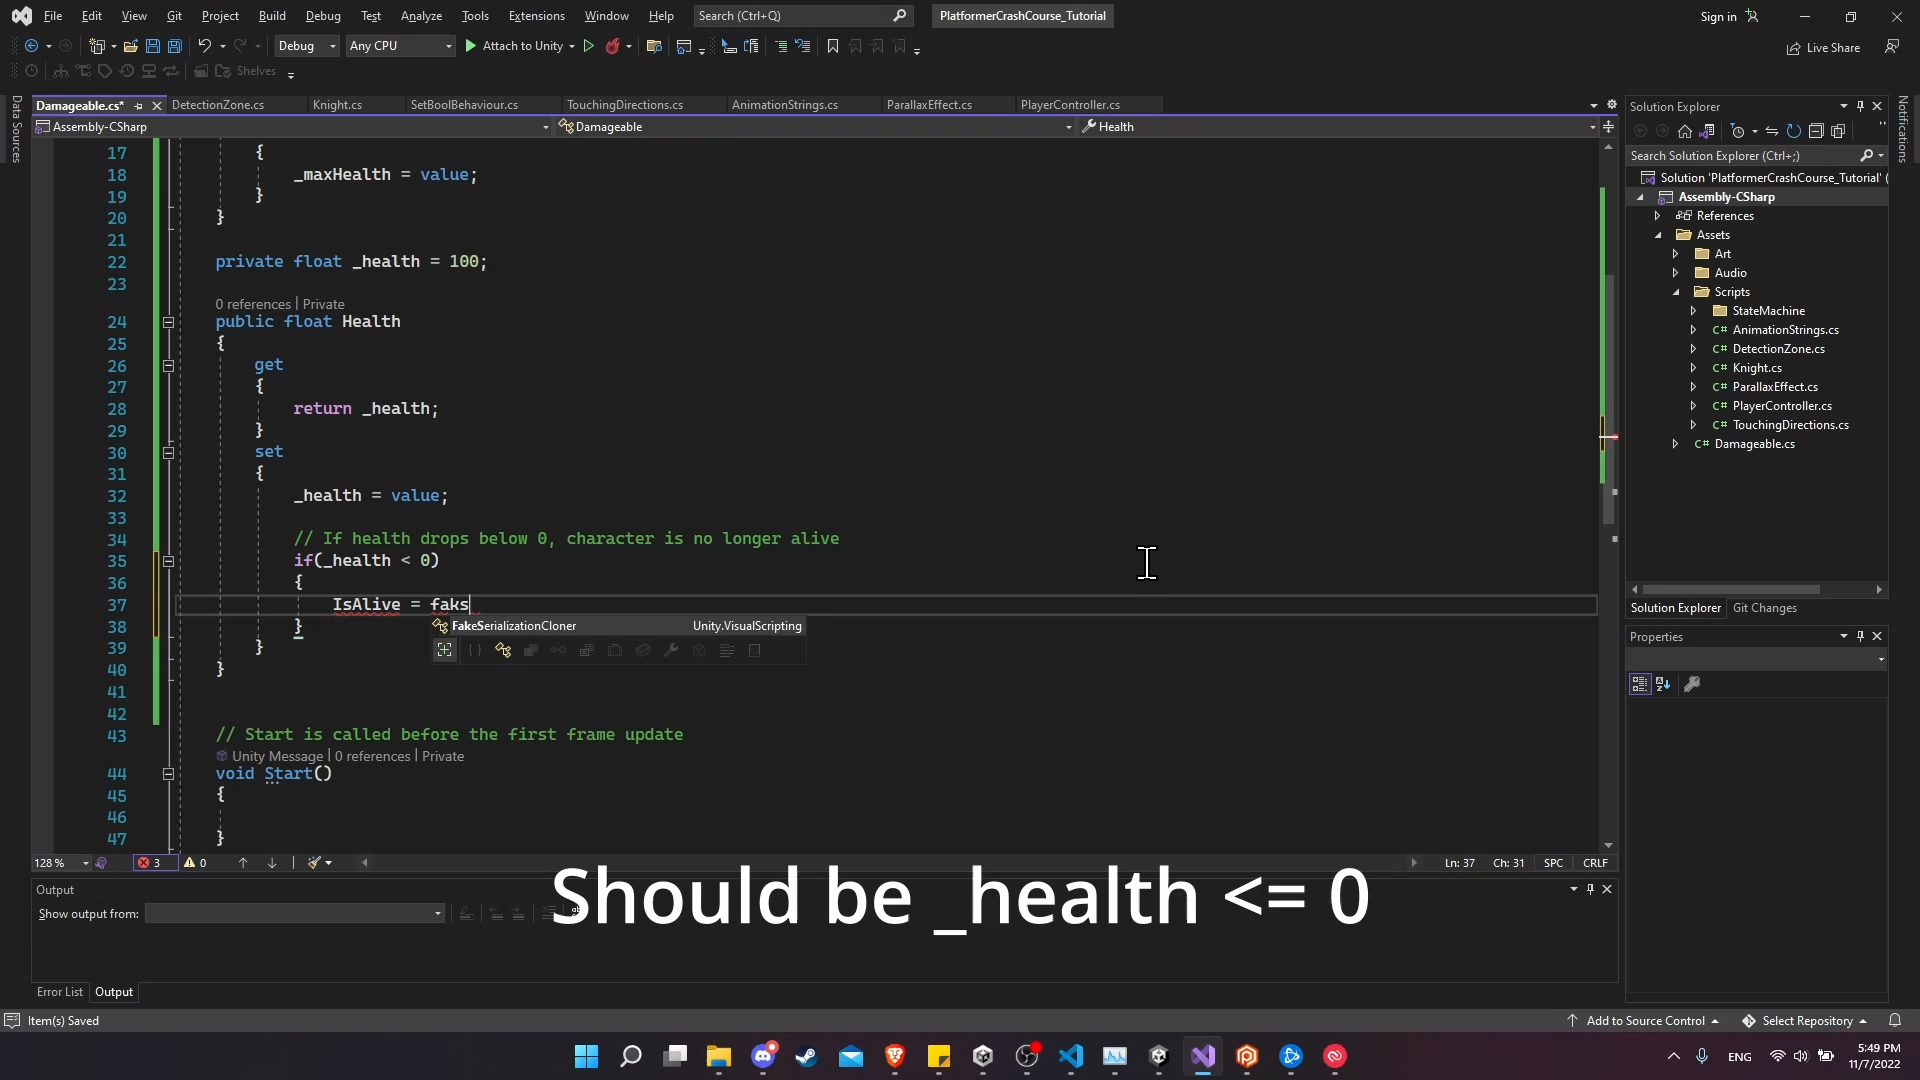 File Edit View Git Project Build Debug Test Analyze Tools Extensions Window Help Search (Ctrl+Q) PlatformerCrashCourse_Tutorial Sign in
Debug Any CPU Attach to Unity Live Share
Shelves
Data Sources
Damageable.cs* DetectionZone.cs Knight.cs SetBoolBehaviour.cs TouchingDirections.cs AnimationStrings.cs ParallaxEffect.cs PlayerController.cs
Assembly-CSharp Damageable Health
17 {
18 _maxHealth = value;
19 }
20 }
21
22 private float _health = 100;
23
0 references | Private
24 public float Health
25 {
26 get
27 {
28 return _health;
29 }
30 set
31 {
32 _health = value;
33
34 // If health drops below 0, character is no longer alive
35 if(_health < 0)
36 {
37 IsAlive = faks
38 }
FakeSerializationCloner Unity.VisualScripting
39 }
40 }
41
42
43 // Start is called before the first frame update
Unity Message | 0 references | Private
44 void Start()
45 {
46
47 }
128 % 3 0 Ln: 37 Ch: 31 SPC CRLF
Output
Show output from:
Should be _health <= 0
Error List Output
Solution Explorer
Search Solution Explorer (Ctrl+;)
Solution 'PlatformerCrashCourse_Tutorial' (
Assembly-CSharp
References
Assets
Art
Audio
Scripts
StateMachine
C# AnimationStrings.cs
C# DetectionZone.cs
C# Knight.cs
C# ParallaxEffect.cs
C# PlayerController.cs
C# TouchingDirections.cs
C# Damageable.cs
Solution Explorer Git Changes
Properties
Notifications
Item(s) Saved Add to Source Control Select Repository
ENG 5:49 PM
11/7/2022